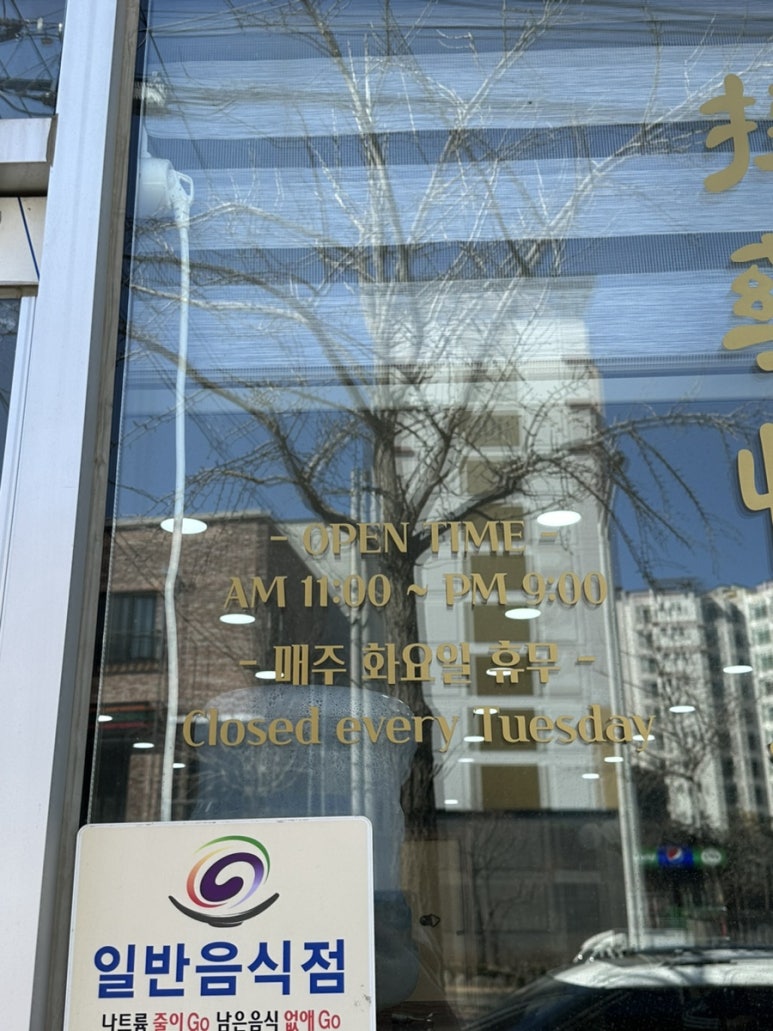 - OPEN TIME -
AM 11:00 ~ PM 9:00
- 매주 화요일 휴무 -
Closed every Tuesday
일반음식점
나트륨 줄이Go 남은음식 없애Go